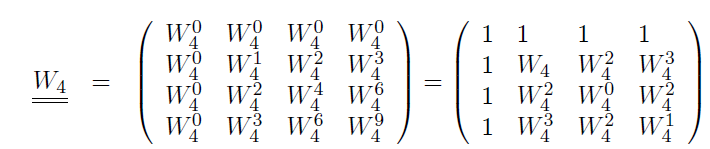 W_4 = ( W_4^0 W_4^0 W_4^0 W_4^0 ) = ( 1 1 1 1 )
( W_4^0 W_4^1 W_4^2 W_4^3 ) ( 1 W_4 W_4^2 W_4^3 )
( W_4^0 W_4^2 W_4^4 W_4^6 ) ( 1 W_4^2 W_4^0 W_4^2 )
( W_4^0 W_4^3 W_4^6 W_4^9 ) ( 1 W_4^3 W_4^2 W_4^1 )